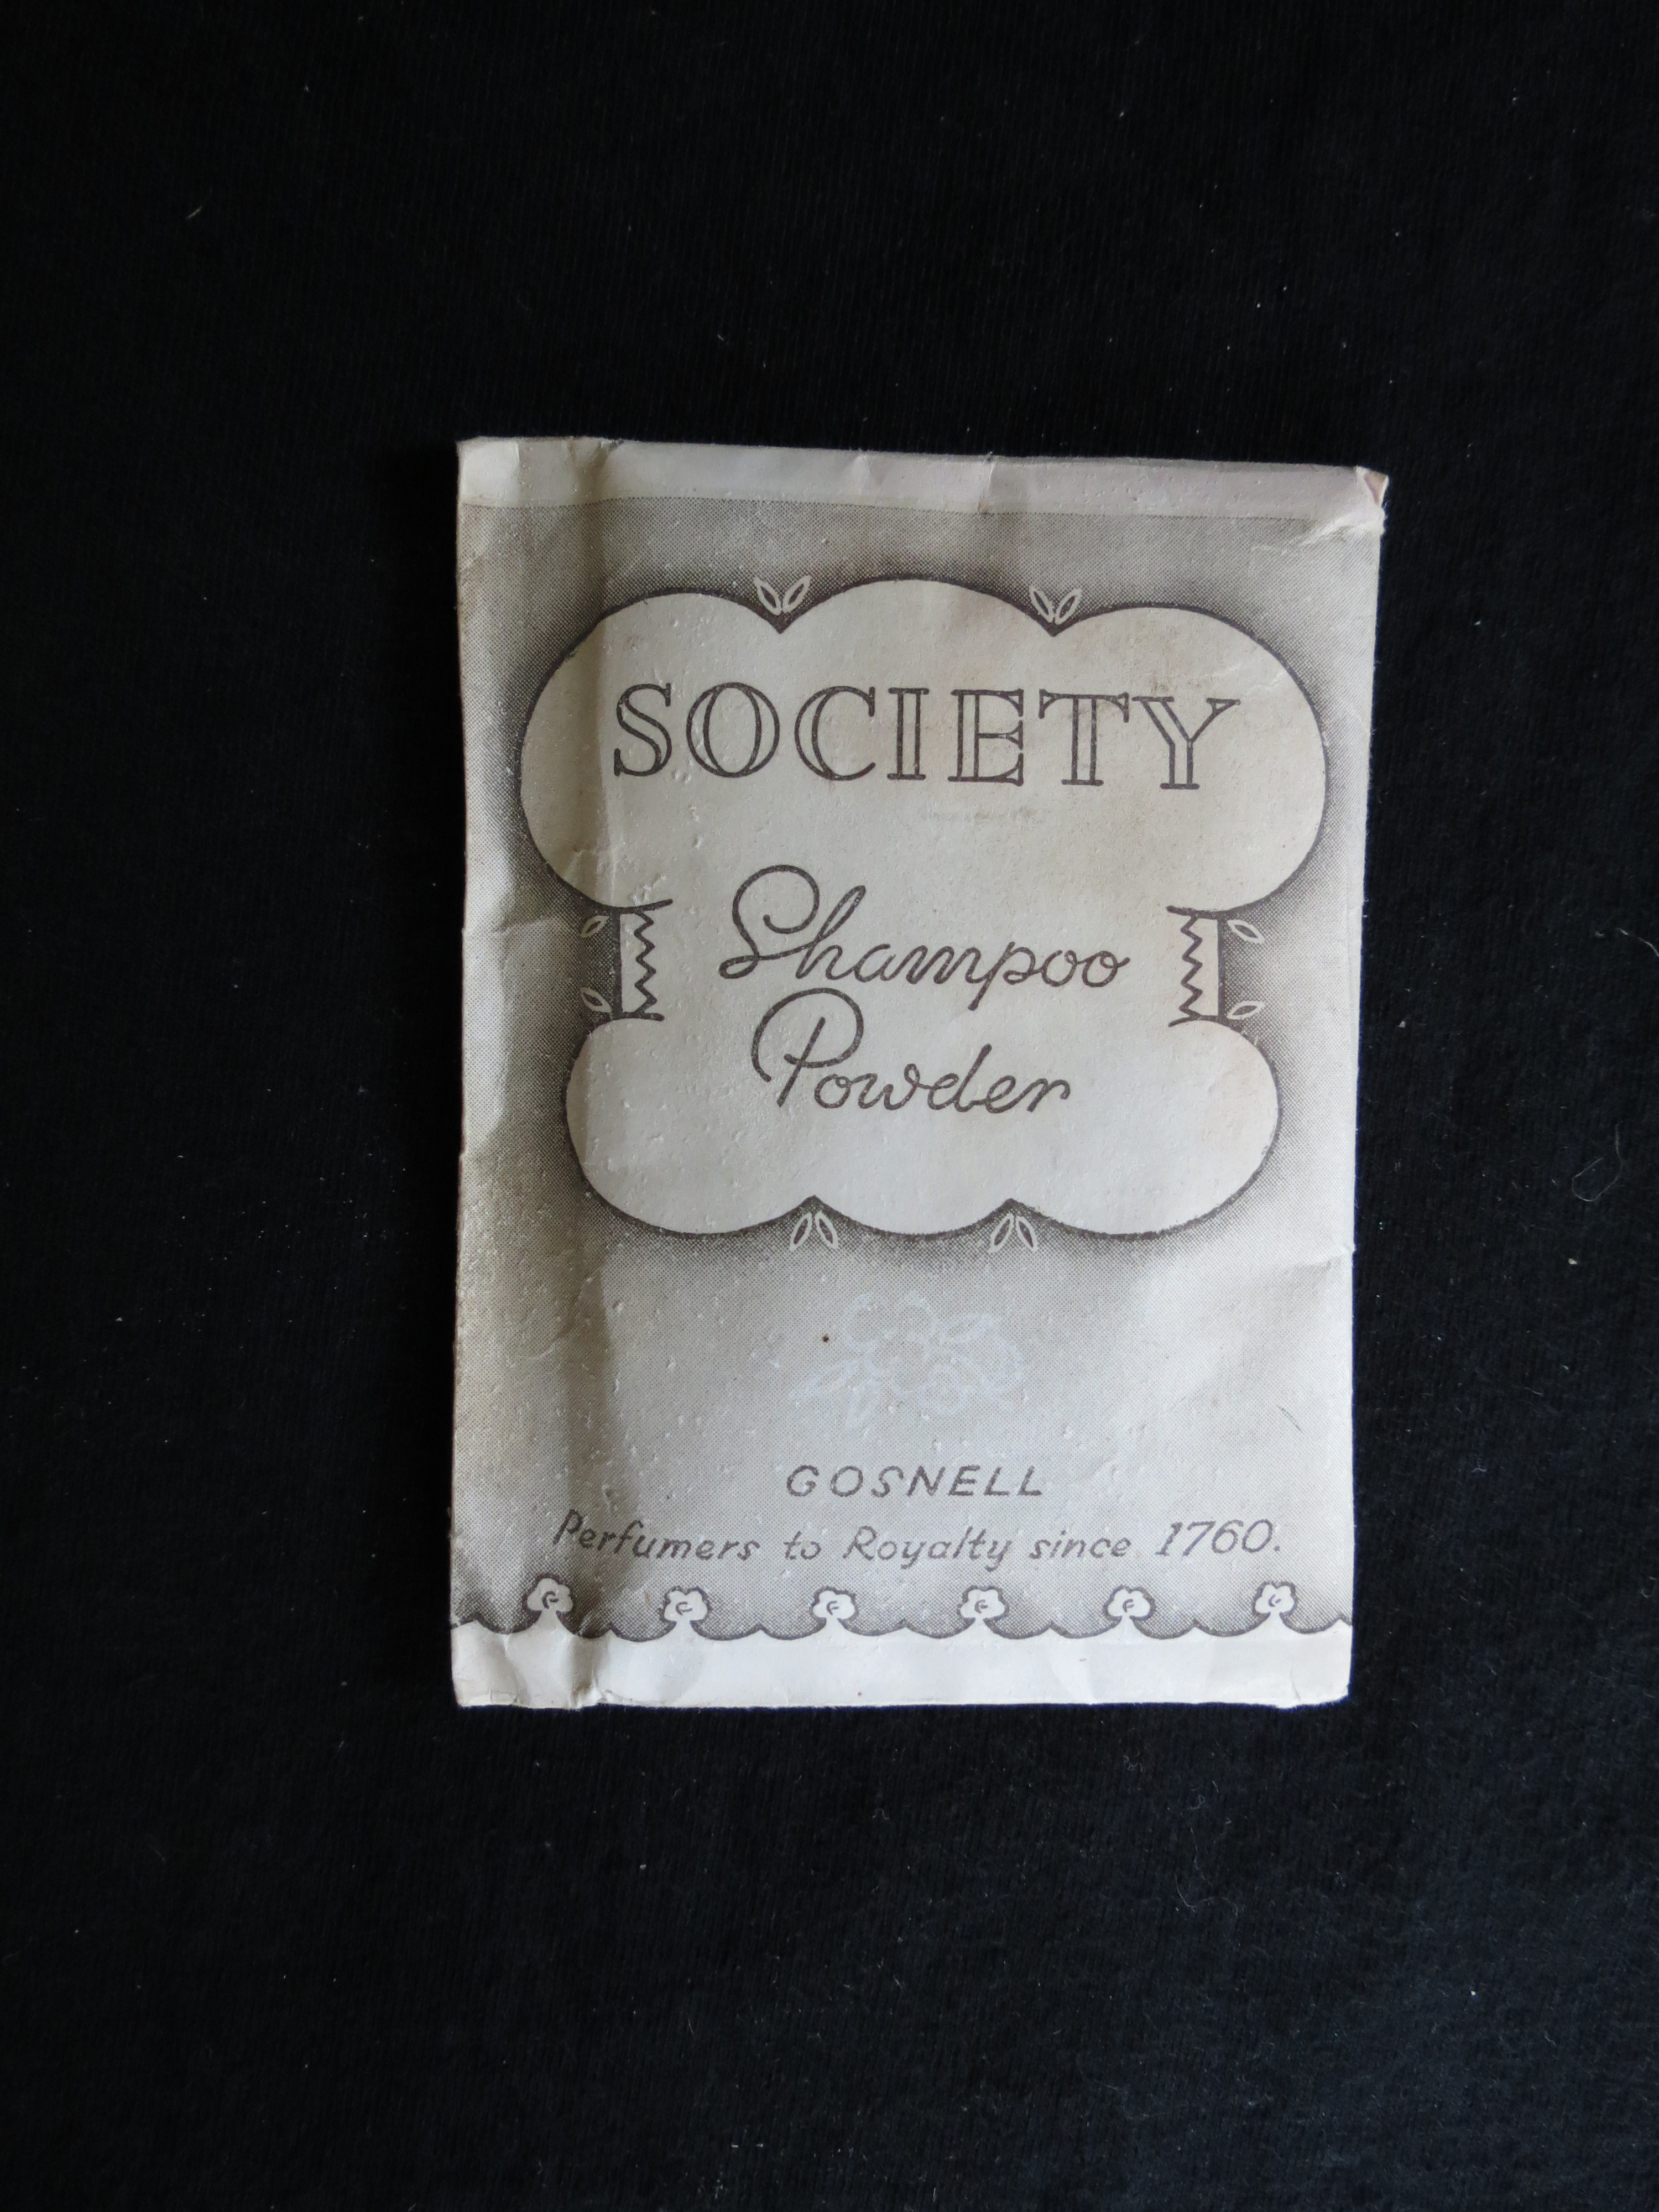 SOCIETY
Shampoo
Powder
GOSNELL
Perfumers to Royalty since 1760.